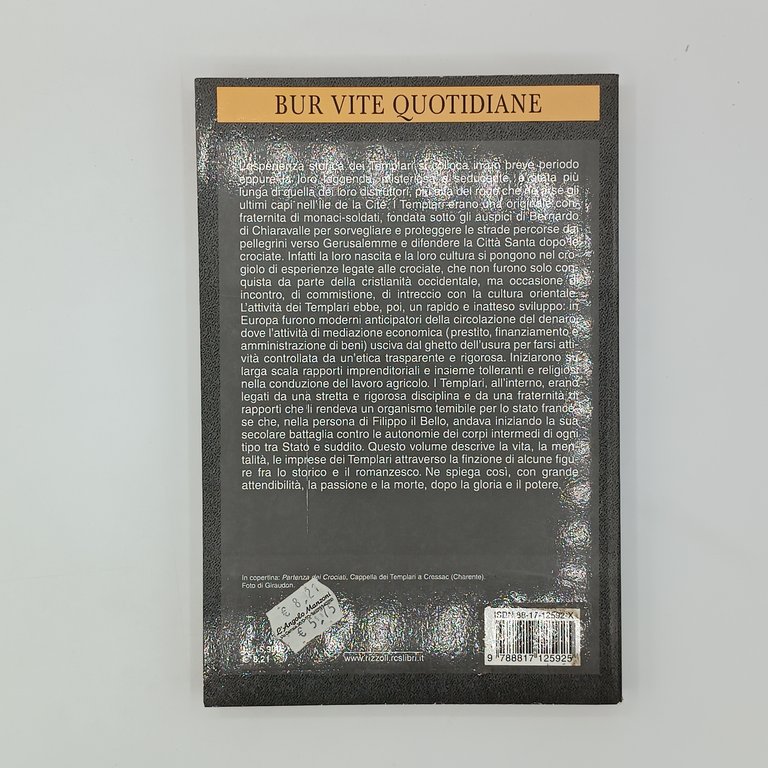 BUR VITE QUOTIDIANE
L'esperienza storica dei Templari si colloca in un breve periodo
eppure la loro leggenda, misteriosa e seducente, è stata più
lunga di quella dei loro distruttori, più alta del rogo che ne arse gli
ultimi capi nell'Île de la Cité. I Templari erano una originale con-
fraternita di monaci-soldati, fondata sotto gli auspici di Bernardo
di Chiaravalle per sorvegliare e proteggere le strade percorse dai
pellegrini verso Gerusalemme e difendere la Città Santa dopo le
crociate. Infatti la loro nascita e la loro cultura si pongono nel cro-
giolo di esperienze legate alle crociate, che non furono solo con-
quista da parte della cristianità occidentale, ma occasione di
incontro, di commistione, di intreccio con la cultura orientale.
L'attività dei Templari ebbe, poi, un rapido e inatteso sviluppo: in
Europa furono moderni anticipatori della circolazione del denaro,
dove l'attività di mediazione economica (prestito, finanziamento e
amministrazione di beni) usciva dal ghetto dell'usura per farsi atti-
vità controllata da un'etica trasparente e rigorosa. Iniziarono su
larga scala rapporti imprenditoriali e insieme tolleranti e religiosi
nella conduzione del lavoro agricolo. I Templari, all'interno, erano
legati da una stretta e rigorosa disciplina e da una fraternità di
rapporti che li rendeva un organismo temibile per lo stato france-
se che, nella persona di Filippo il Bello, andava iniziando la sua
secolare battaglia contro le autonomie dei corpi intermedi di ogni
tipo tra Stato e suddito. Questo volume descrive la vita, la men-
talità, le imprese dei Templari attraverso la finzione di alcune figu-
re fra lo storico e il romanzesco. Ne spiega così, con grande
attendibilità, la passione e la morte, dopo la gloria e il potere.
In copertina: Partenza dei Crociati, Cappella dei Templari a Cressac (Charente).
Foto di Giraudon.
€ 8,21
D'Angelo Manzoni
€ 5,75
€ 8,21
www.rizzoli.rcslibri.it
ISBN 88-17-12592-X
9 788817 125925